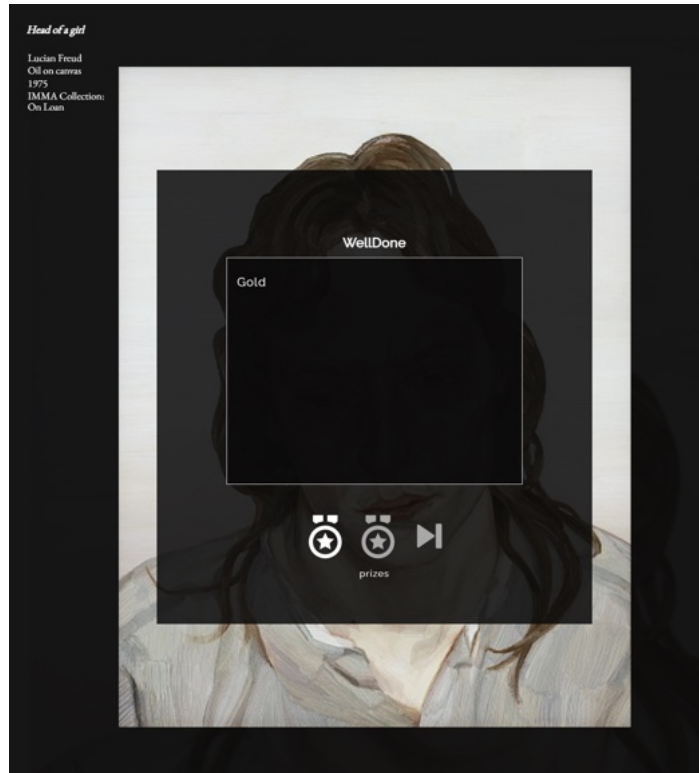 Head of a girl
Lucian Freud
Oil on canvas
1975
IMMA Collection:
On Loan
WellDone
Gold
prizes